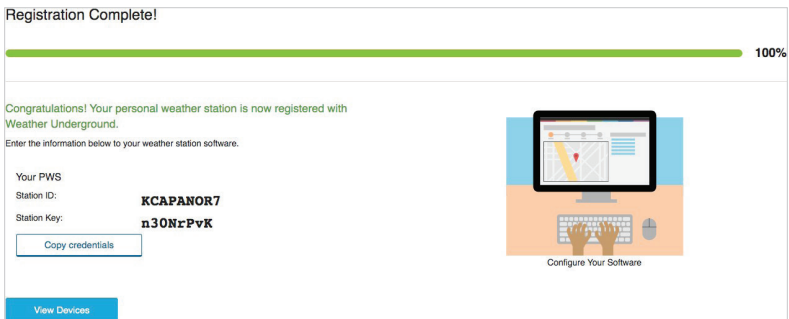 Registration Complete!
100%
Congratulations! Your personal weather station is now registered with
Weather Underground.
Enter the information below to your weather station software.
Your PWS
Station ID: KCAPANOR7
Station Key: n30NrPvK
Copy credentials
Configure Your Software
View Devices